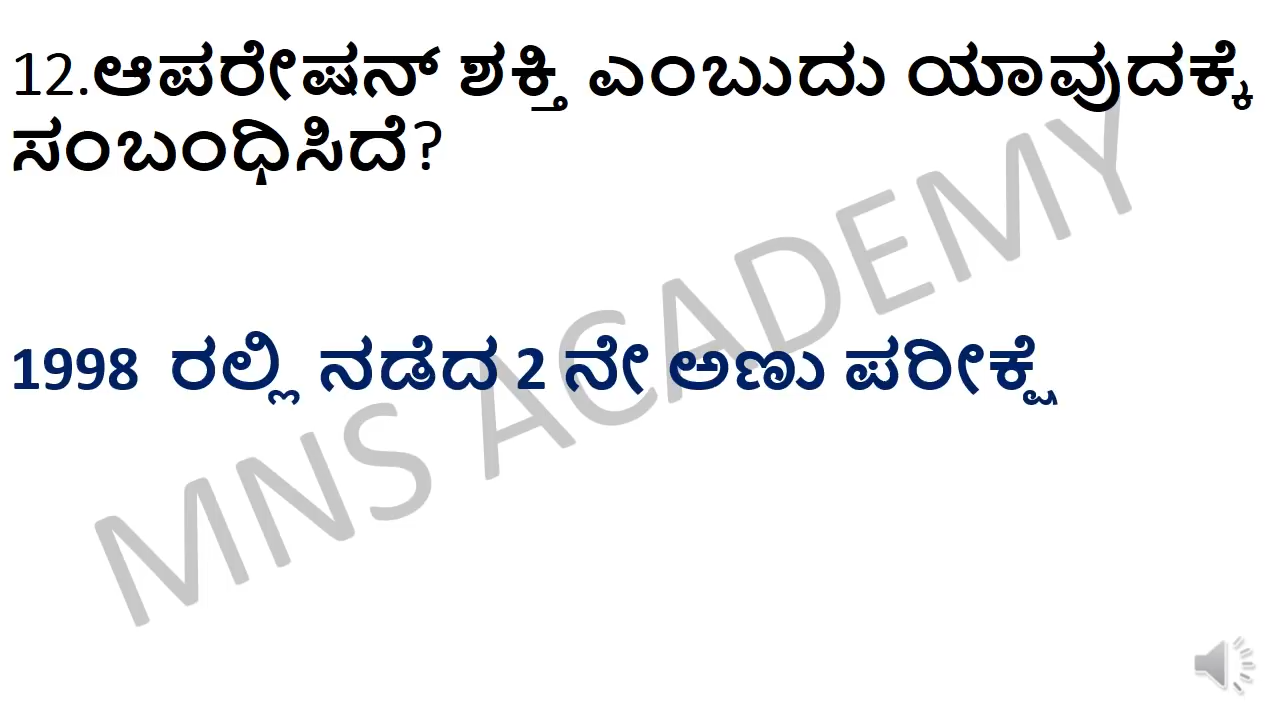 12.ಆಪರೇಷನ್ ಶಕ್ತಿ ಎಂಬುದು ಯಾವುದಕ್ಕೆ
ಸಂಬಂಧಿಸಿದೆ?
1998 ರಲ್ಲಿ ನಡೆದ 2 ನೇ ಅಣು ಪರೀಕ್ಷೆ
MNS ACADEMY